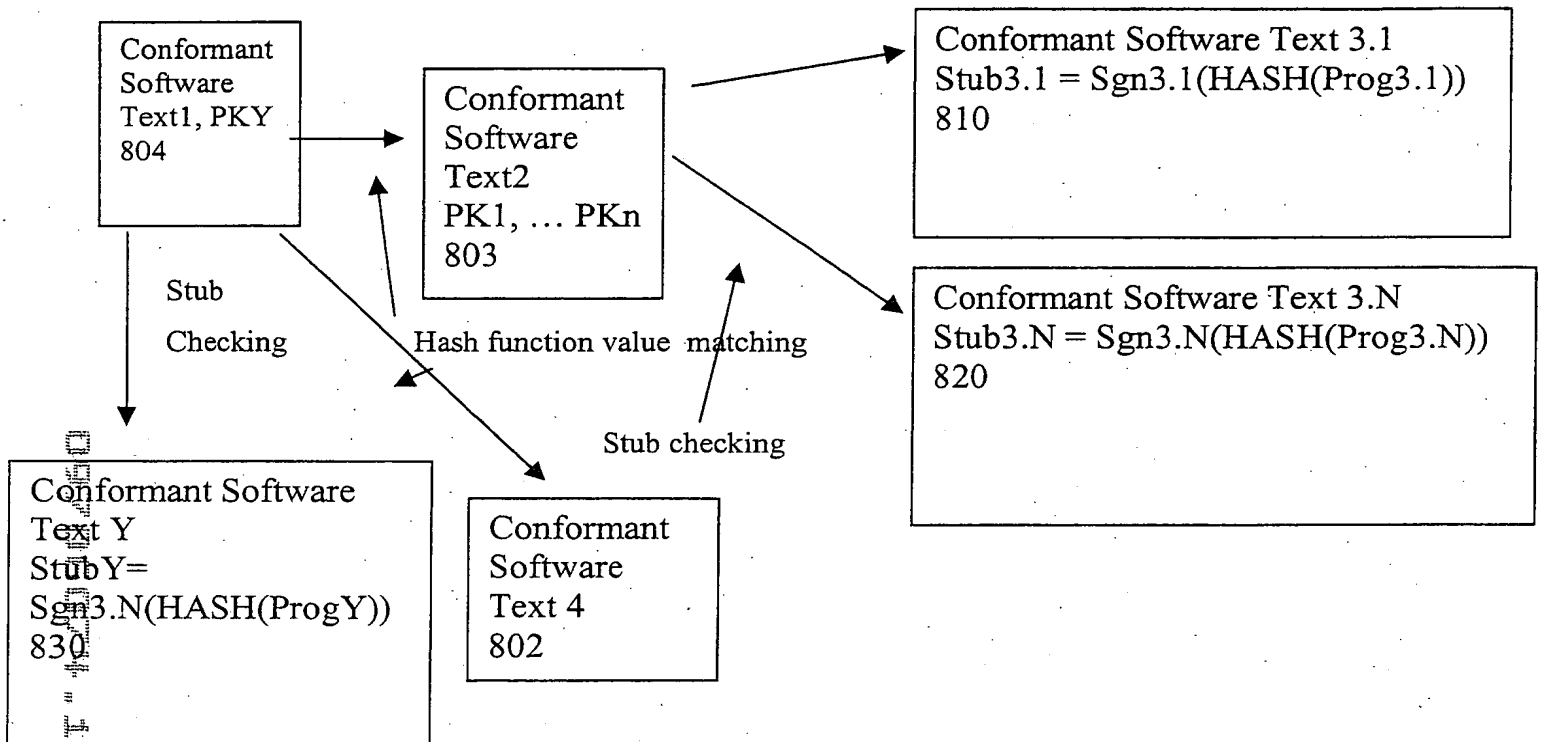 Conformant
Software
Text1, PKY
804
Conformant
Software
Text2
PK1, … PKn
803
Conformant Software Text 3.1
Stub3.1 = Sgn3.1(HASH(Prog3.1))
810
Conformant Software Text 3.N
Stub3.N = Sgn3.N(HASH(Prog3.N))
820
Stub
Checking
Hash function value matching
Stub checking
Conformant Software
Text Y
StubY=
Sgn3.N(HASH(ProgY))
830
Conformant
Software
Text 4
802